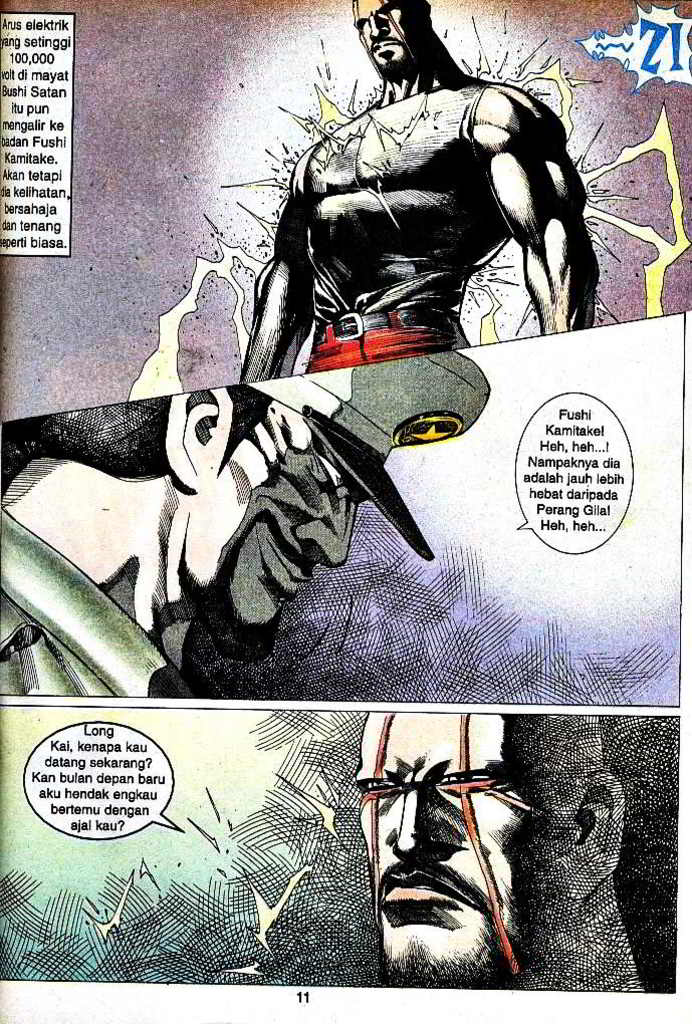 Arus elektrik
yang setinggi
100,000
volt di mayat
Bushi Satan
itu pun
mengalir ke
badan Fushi
Kamitake.
Akan tetapi
dia kelihatan
bersahaja
dan tenang
seperti biasa.
ZI
Fushi
Kamitake!
Heh, heh...!
Nampaknya dia
adalah jauh lebih
hebat daripada
Perang Gila!
Heh, heh...
Long
Kai, kenapa kau
datang sekarang?
Kan bulan depan baru
aku hendak engkau
bertemu dengan
ajal kau?
11